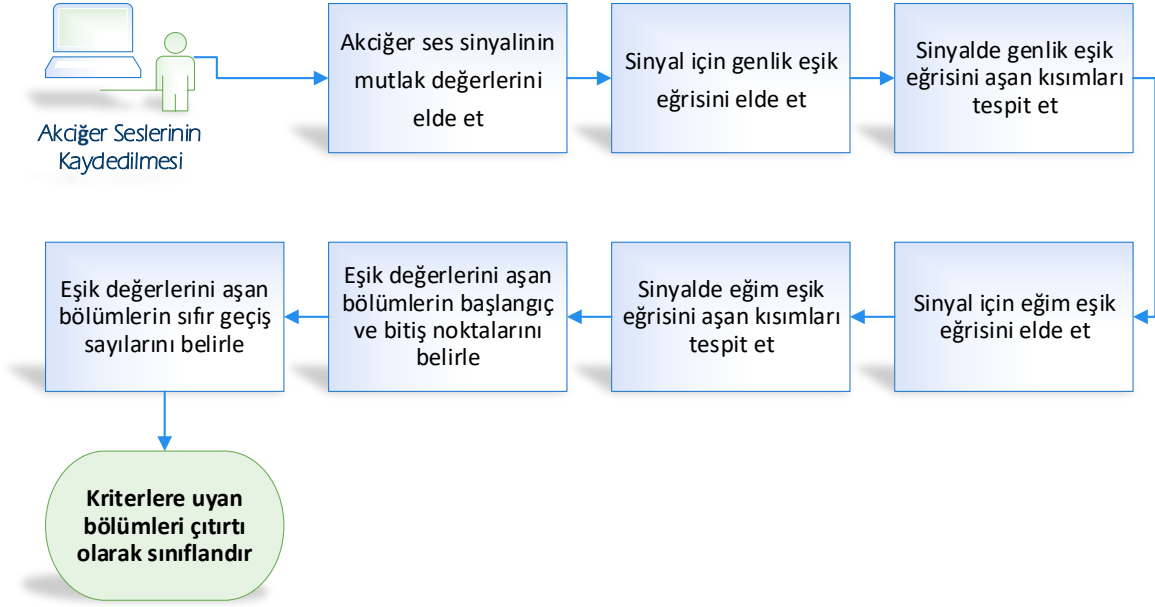 Akciğer Seslerinin
Kaydedilmesi
Akciğer ses sinyalinin
mutlak değerlerini
elde et
Sinyal için genlik eşik
eğrisini elde et
Sinyalde genlik eşik
eğrisini aşan kısımları
tespit et
Sinyal için eğim eşik
eğrisini elde et
Sinyalde eğim eşik
eğrisini aşan kısımları
tespit et
Eşik değerlerini aşan
bölümlerin başlangıç
ve bitiş noktalarını
belirle
Eşik değerlerini aşan
bölümlerin sıfır geçiş
sayılarını belirle
Kriterlere uyan
bölümleri çıtırtı
olarak sınıflandır